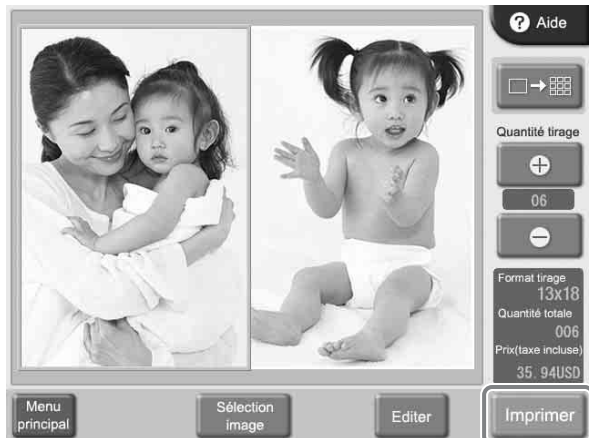 ? Aide
Quantité tirage
06
Format tirage
13x18
Quantité totale
006
Prix(taxe incluse)
35. 94USD
Menu
principal
Sélection
image
Editer
Imprimer